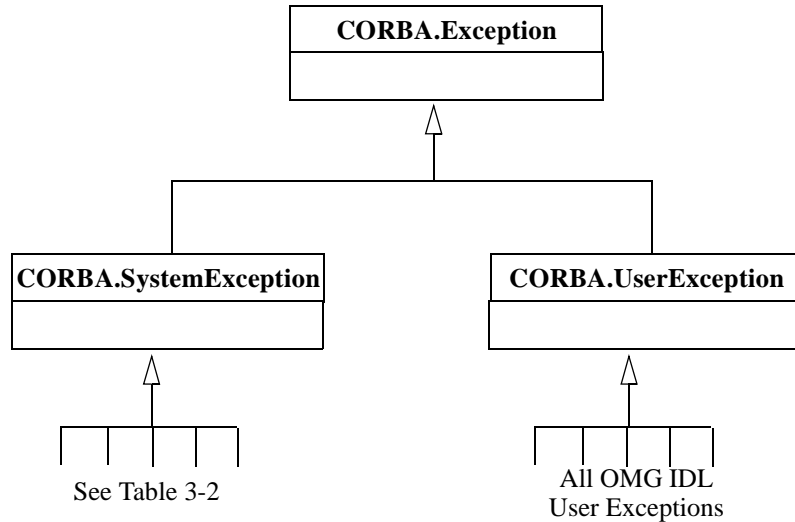 CORBA.Exception
CORBA.SystemException
CORBA.UserException
See Table 3-2
All OMG IDL
User Exceptions